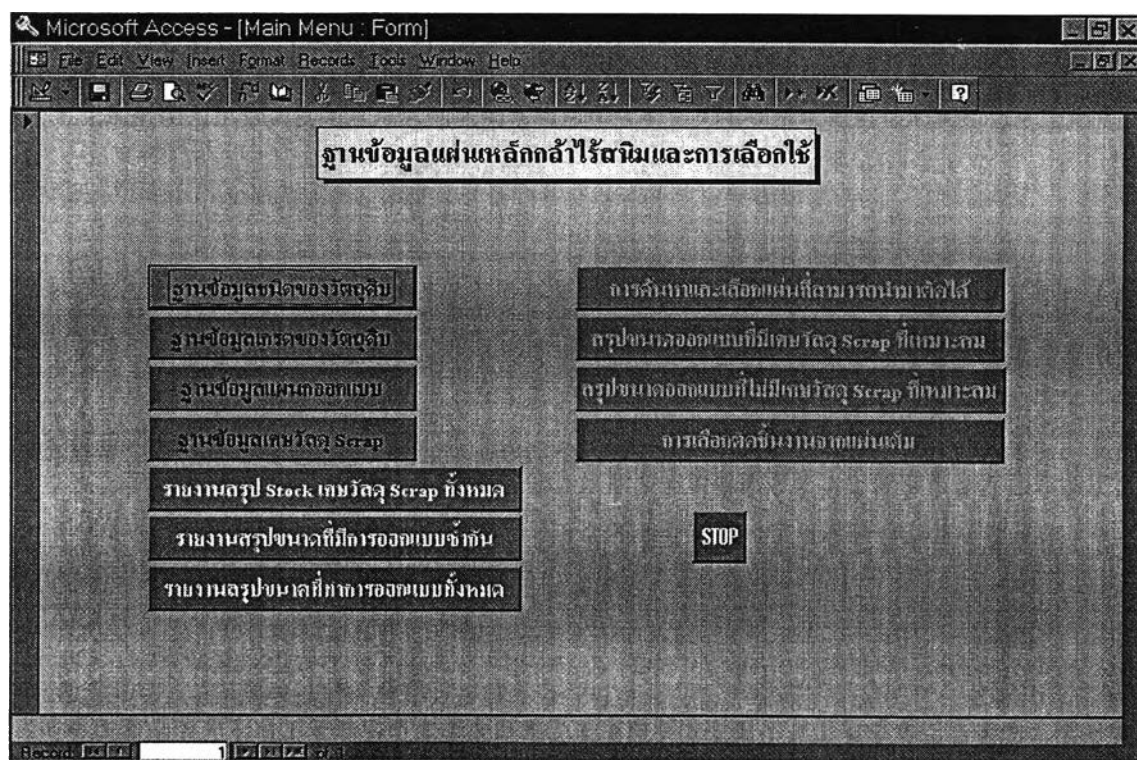 Microsoft Access - [Main Menu : Form]
File Edit View Insert Format Records Tools Window Help
ฐานข้อมูลแผ่นเหล็กกล้าไร้สนิมและการเลือกใช้
ฐานข้อมูลชนิดของวัตถุดิบ
ฐานข้อมูลเกรดของวัตถุดิบ
ฐานข้อมูลแผนกออกแบบ
ฐานข้อมูลเศษวัสดุ Scrap
รายงานสรุป Stock เศษวัสดุ Scrap ทั้งหมด
รายงานสรุปขนาดที่มีการออกแบบซ้ำกัน
รายงานสรุปขนาดที่ทำการออกแบบทั้งหมด
การค้นหาและเลือกแผ่นที่สามารถนำมาตัดได้
สรุปขนาดออกแบบที่มีเศษวัสดุ Scrap ที่เหมาะสม
สรุปขนาดออกแบบที่ไม่มีเศษวัสดุ Scrap ที่เหมาะสม
การเลือกตัดชิ้นงานจากแผ่นเต็ม
STOP
Record: 1 of 1